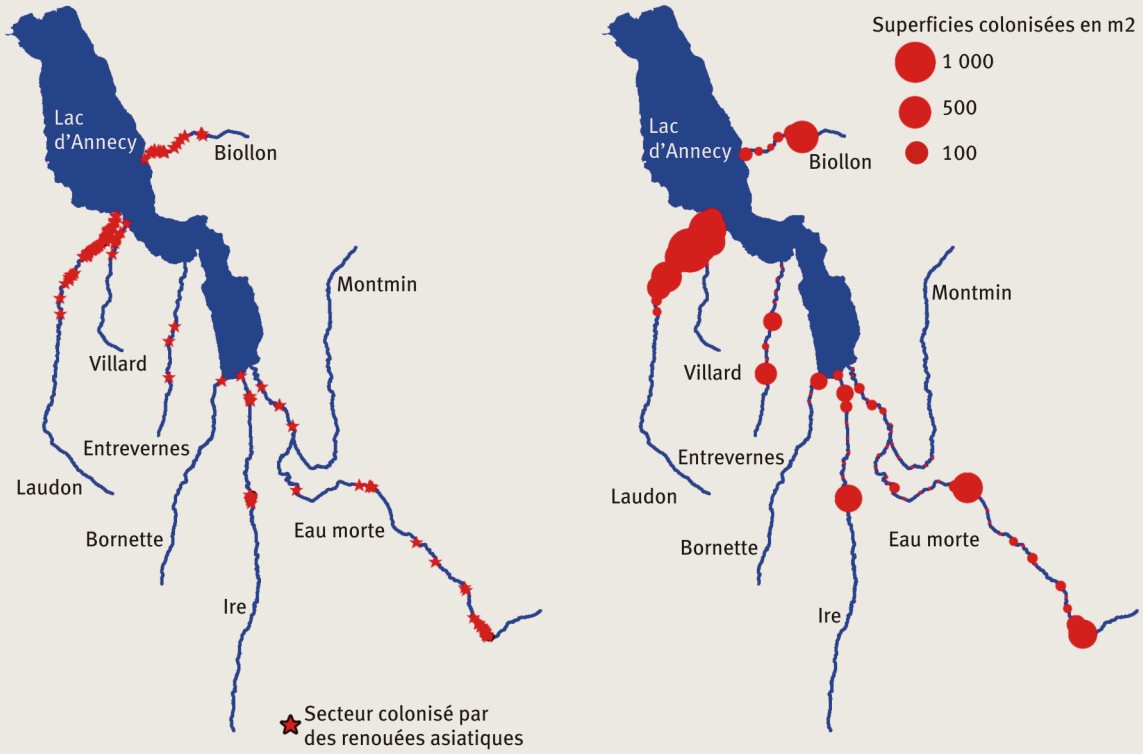 Lac
d'Annecy
Biollon
Montmin
Villard
Entrevernes
Laudon
Bornette
Eau morte
Ire
Secteur colonisé par
des renouées asiatiques
Superficies colonisées en m2
1 000
500
100
Lac
d'Annecy
Biollon
Montmin
Villard
Entrevernes
Laudon
Bornette
Eau morte
Ire